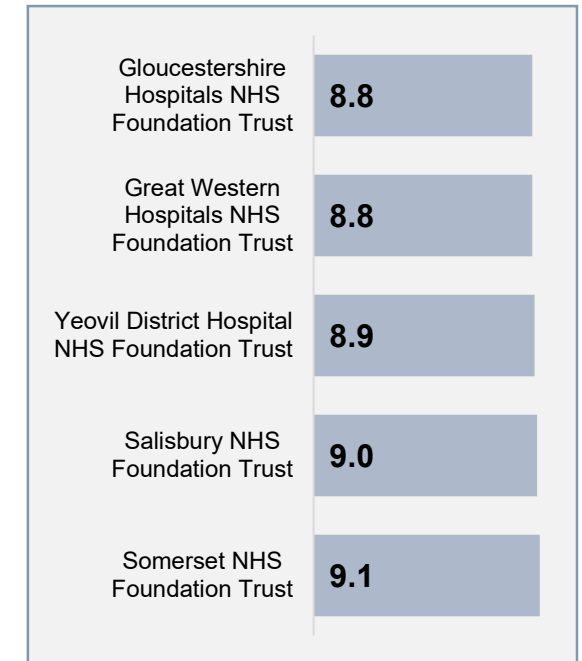 Gloucestershire
Hospitals NHS
Foundation Trust
8.8
Great Western
Hospitals NHS
Foundation Trust
8.8
Yeovil District Hospital
NHS Foundation Trust
8.9
Salisbury NHS
Foundation Trust
9.0
Somerset NHS
Foundation Trust
9.1